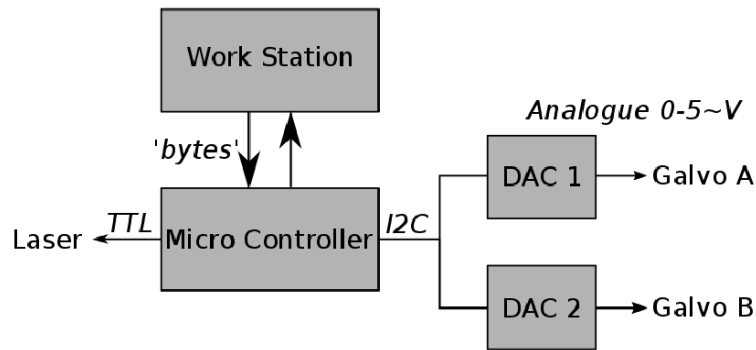 Work Station
Analogue 0-5~V
'bytes'
DAC 1
Galvo A
TTL
I2C
Laser
Micro Controller
DAC 2
Galvo B